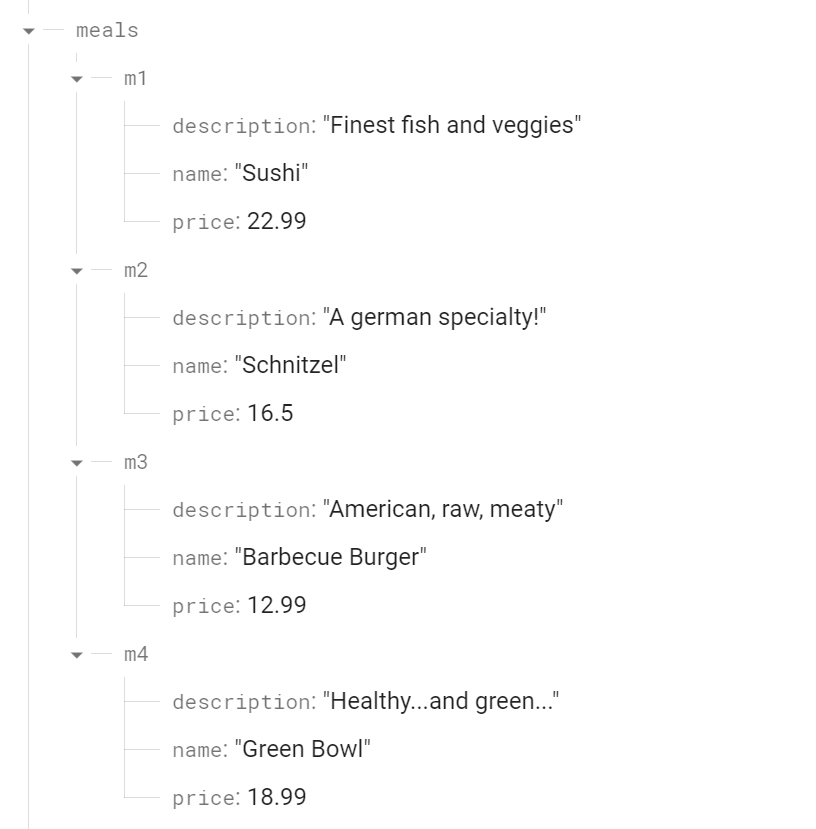 meals
m1
description: "Finest fish and veggies"
name: "Sushi"
price: 22.99
m2
description: "A german specialty!"
name: "Schnitzel"
price: 16.5
m3
description: "American, raw, meaty"
name: "Barbecue Burger"
price: 12.99
m4
description: "Healthy...and green..."
name: "Green Bowl"
price: 18.99